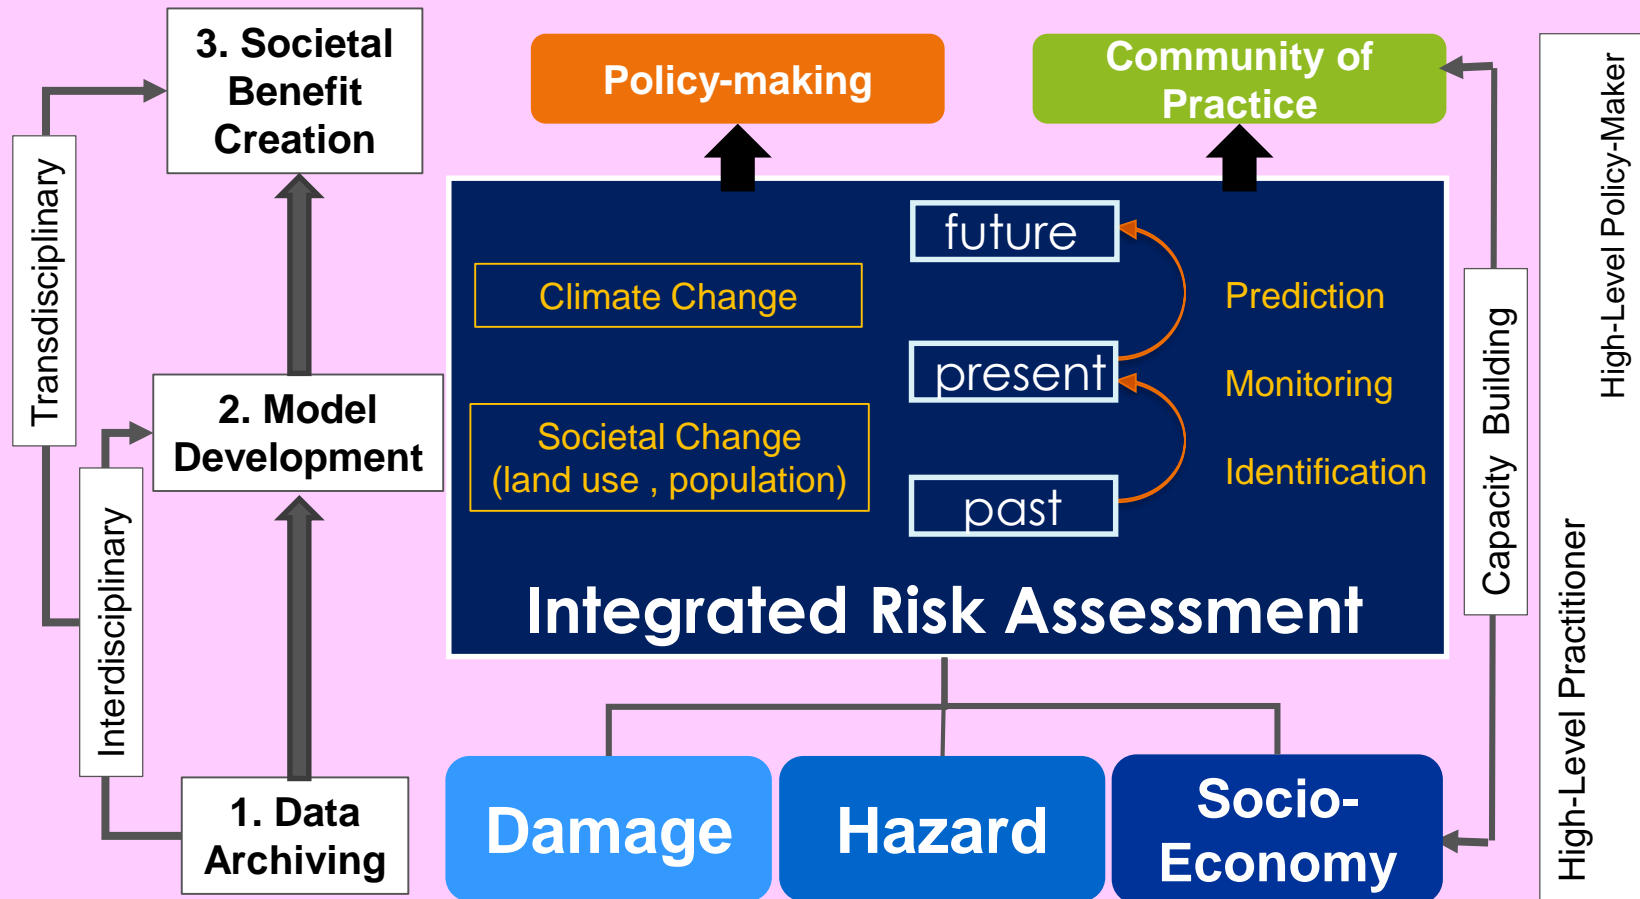 3. Societal
Benefit
Creation
Policy-making
Community of
Practice
Transdisciplinary
future
Climate Change
Prediction
2. Model
Development
present
Monitoring
Societal Change
(land use , population)
Identification
past
Integrated Risk Assessment
Interdisciplinary
Capacity Building
High-Level Policy-Maker
High-Level Practitioner
1. Data
Archiving
Damage
Hazard
Socio-
Economy